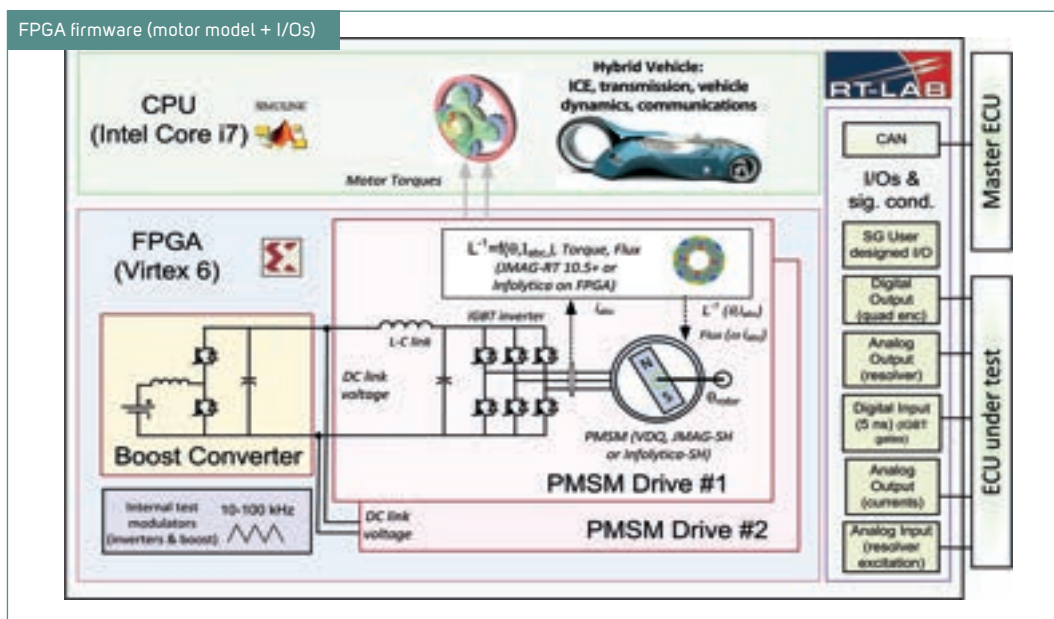 FPGA firmware (motor model + I/Os)
CPU
(Intel Core i7)
SIMULINK
Hybrid Vehicle:
ICE, transmission, vehicle
dynamics, communications
Motor Torques
RT-LAB
CAN
I/Os &
sig. cond.
SG User
designed I/O
Digital
Output
(quad enc)
Analog
Output
(resolver)
Digital Input
(5 ns) (IGBT
gates)
Analog
Output
(currents)
Analog Input
(resolver
excitation)
Master ECU
ECU under test
FPGA
(Virtex 6)
Torque, Flux
(JMAG-RT 10.5+ or
Infolytica on FPGA)
iabc
L⁻¹ (θ,Iabc)
Flux (θ,iabc)
IGBT inverter
L-C link
DC link
voltage
N
S
θrotor
PMSM (VDQ, JMAG-SH
or Infolytica-SH)
Boost Converter
PMSM Drive #1
Internal test
modulators
(inverters & boost)
10-100 kHz
DC link
voltage
PMSM Drive #2